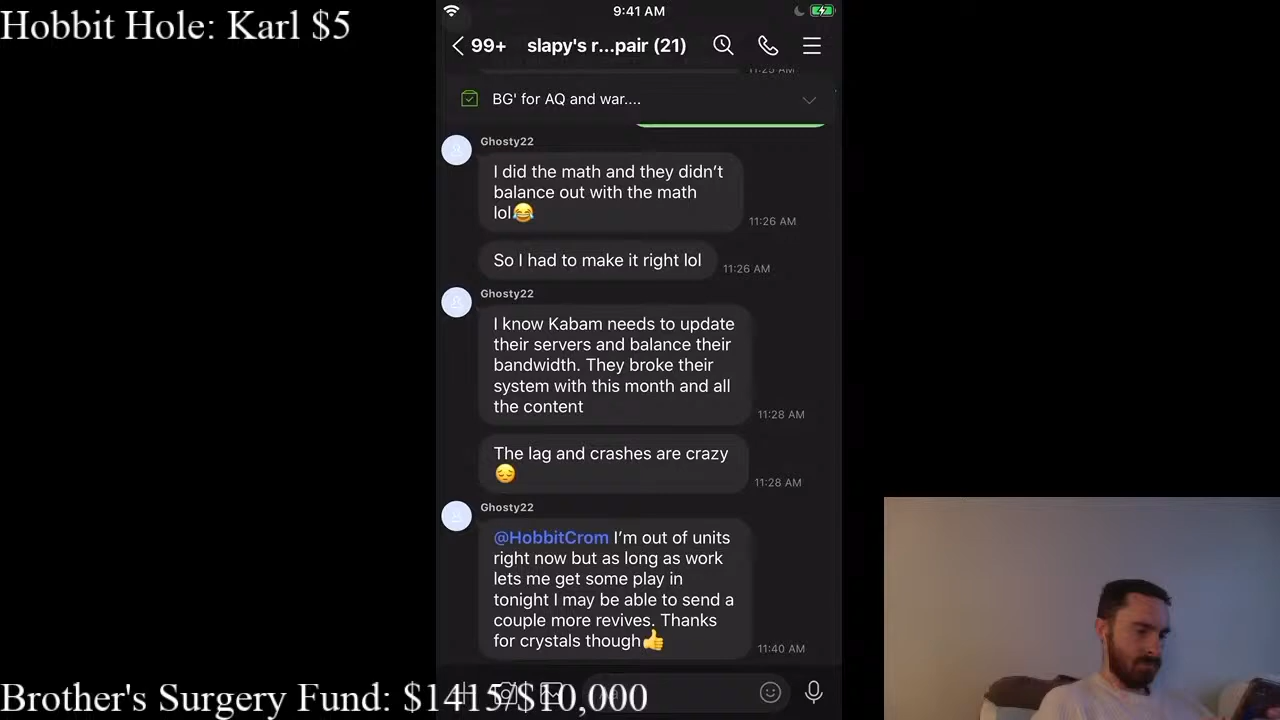 Hobbit Hole: Karl $5
9:41 AM
99+ slapy's r...pair (21)
11:25 AM
BG' for AQ and war....
Ghosty22
I did the math and they didn't
balance out with the math
lol😂
11:26 AM
So I had to make it right lol
11:26 AM
Ghosty22
I know Kabam needs to update
their servers and balance their
bandwidth. They broke their
system with this month and all
the content
11:28 AM
The lag and crashes are crazy
😔
11:28 AM
Ghosty22
@HobbitCrom I'm out of units
right now but as long as work
lets me get some play in
tonight I may be able to send a
couple more revives. Thanks
for crystals though👍
11:40 AM
Brother's Surgery Fund: $1415/$10,000